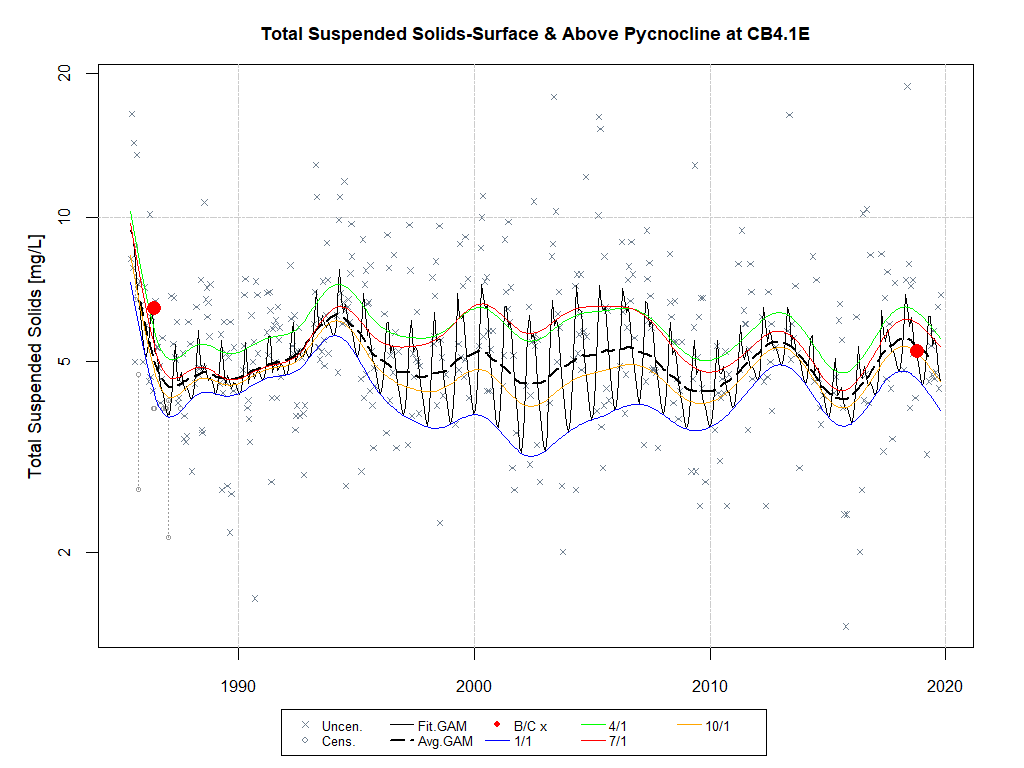 Total Suspended Solids-Surface & Above Pycnocline at CB4.1E
Total Suspended Solids [mg/L]
20
10
5
2
1990 2000 2010 2020
Uncen. Fit.GAM B/C x 4/1 10/1
Cens. Avg.GAM 1/1 7/1